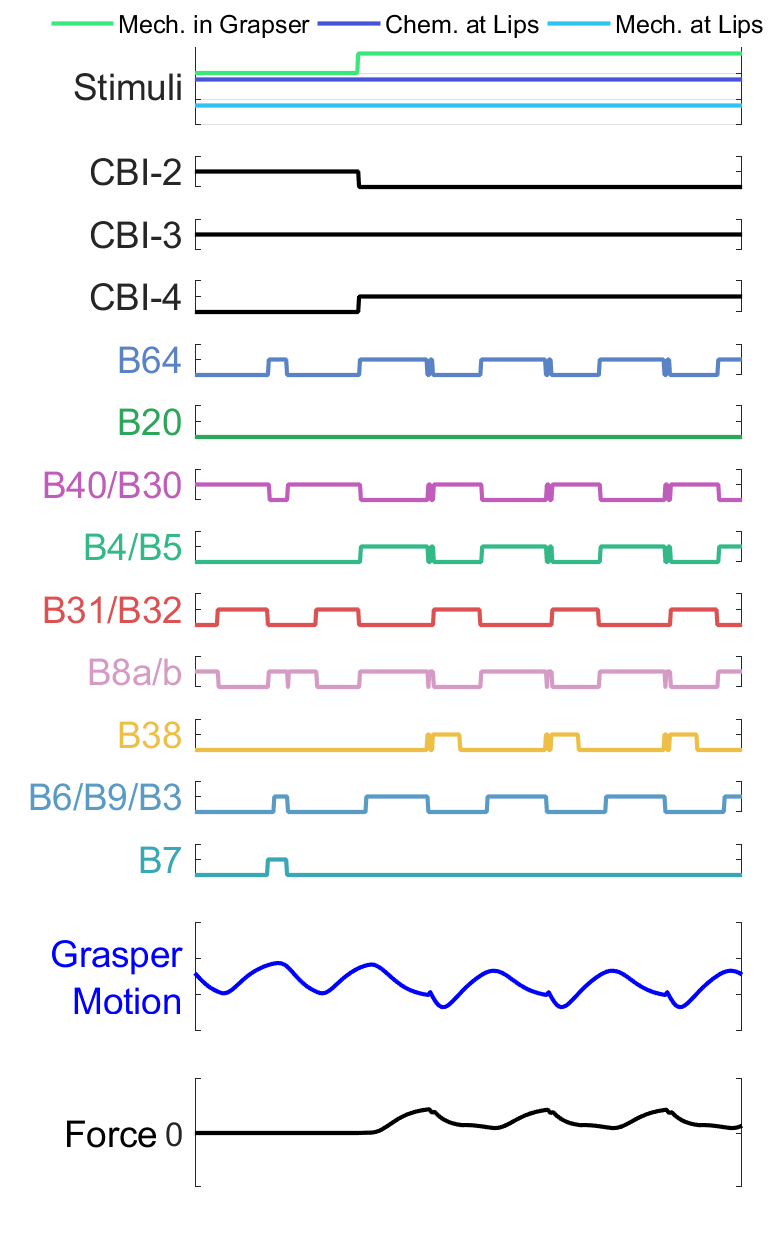 Mech. in Grapser Chem. at Lips Mech. at Lips
Stimuli
CBI-2
CBI-3
CBI-4
B64
B20
B40/B30
B4/B5
B31/B32
B8a/b
B38
B6/B9/B3
B7
Grasper
Motion
Force 0